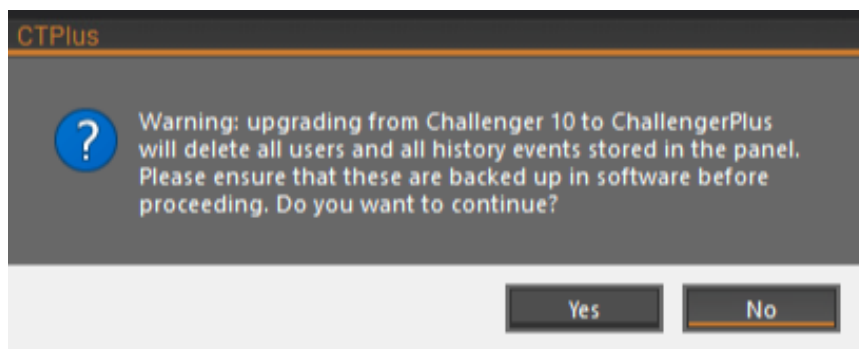 CTPlus
Warning: upgrading from Challenger 10 to ChallengerPlus
will delete all users and all history events stored in the panel.
Please ensure that these are backed up in software before
proceeding. Do you want to continue?
Yes
No